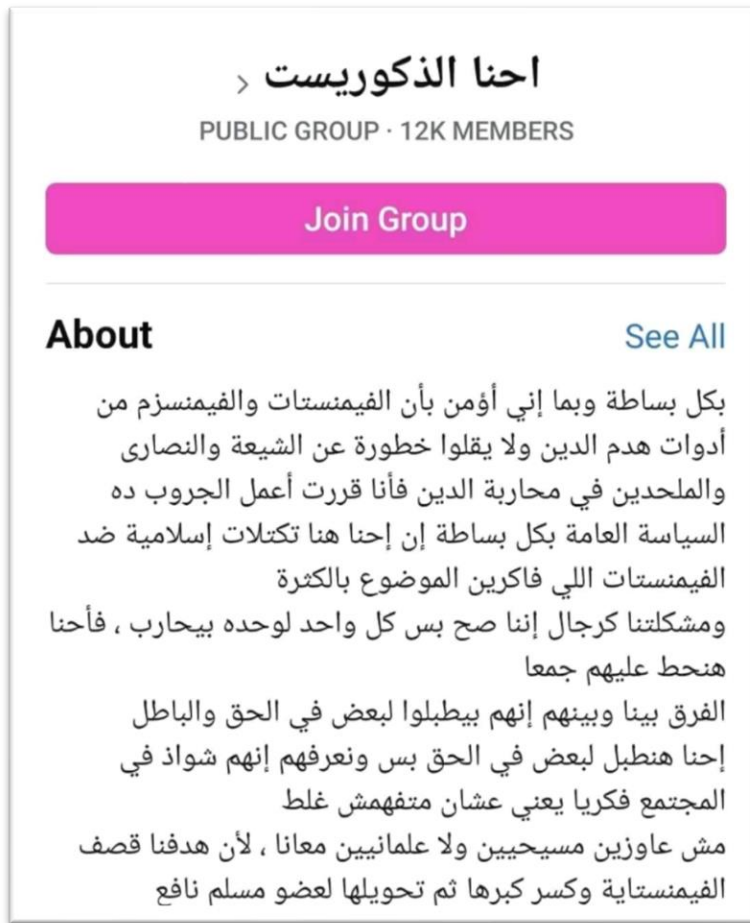 احنا الذكوريست >
PUBLIC GROUP · 12K MEMBERS
Join Group
About
See All
بكل بساطة وبما إني أؤمن بأن الفيمنستات والفيمنسزم من
أدوات هدم الدين ولا يقلوا خطورة عن الشيعة والنصارى
والملحدين في محاربة الدين فأنا قررت أعمل الجروب ده
السياسة العامة بكل بساطة إن إحنا هنا تكتلات إسلامية ضد
الفيمنستات اللي فاكرين الموضوع بالكثرة
ومشكلتنا كرجال إننا صح بس كل واحد لوحده بيحارب ، فأحنا
هنحط عليهم جمعا
الفرق بينا وبينهم إنهم بيطبلوا لبعض في الحق والباطل
إحنا هنطبل لبعض في الحق بس ونعرفهم إنهم شواذ في
المجتمع فكريا يعني عشان متفهمش غلط
مش عاوزين مسيحيين ولا علمانيين معانا ، لأن هدفنا قصف
الفيمنستاية وكسر كبرها ثم تحويلها لعضو مسلم نافع